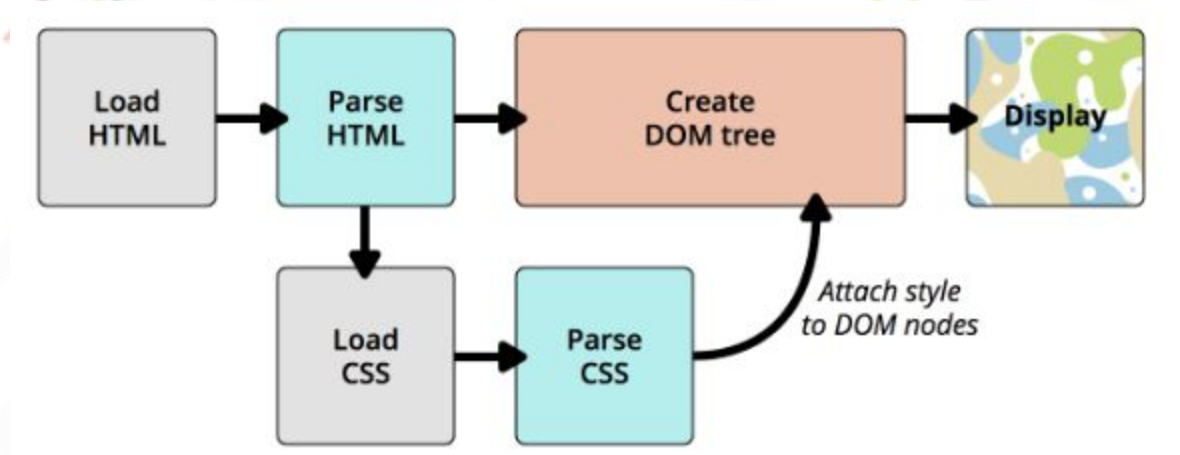 Load
HTML
Parse
HTML
Create
DOM tree
Display
Load
CSS
Parse
CSS
Attach style
to DOM nodes